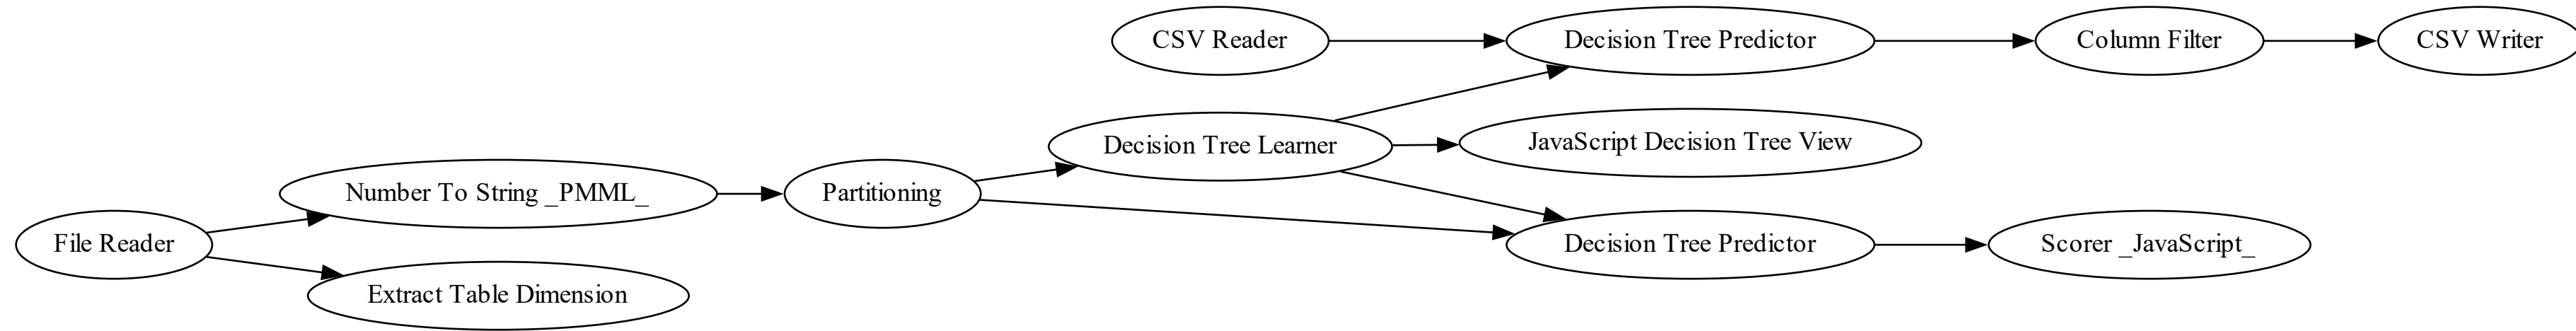 CSV Reader
Decision Tree Predictor
Column Filter
CSV Writer
Decision Tree Learner
JavaScript Decision Tree View
Number To String _PMML_
Partitioning
File Reader
Decision Tree Predictor
Scorer _JavaScript_
Extract Table Dimension